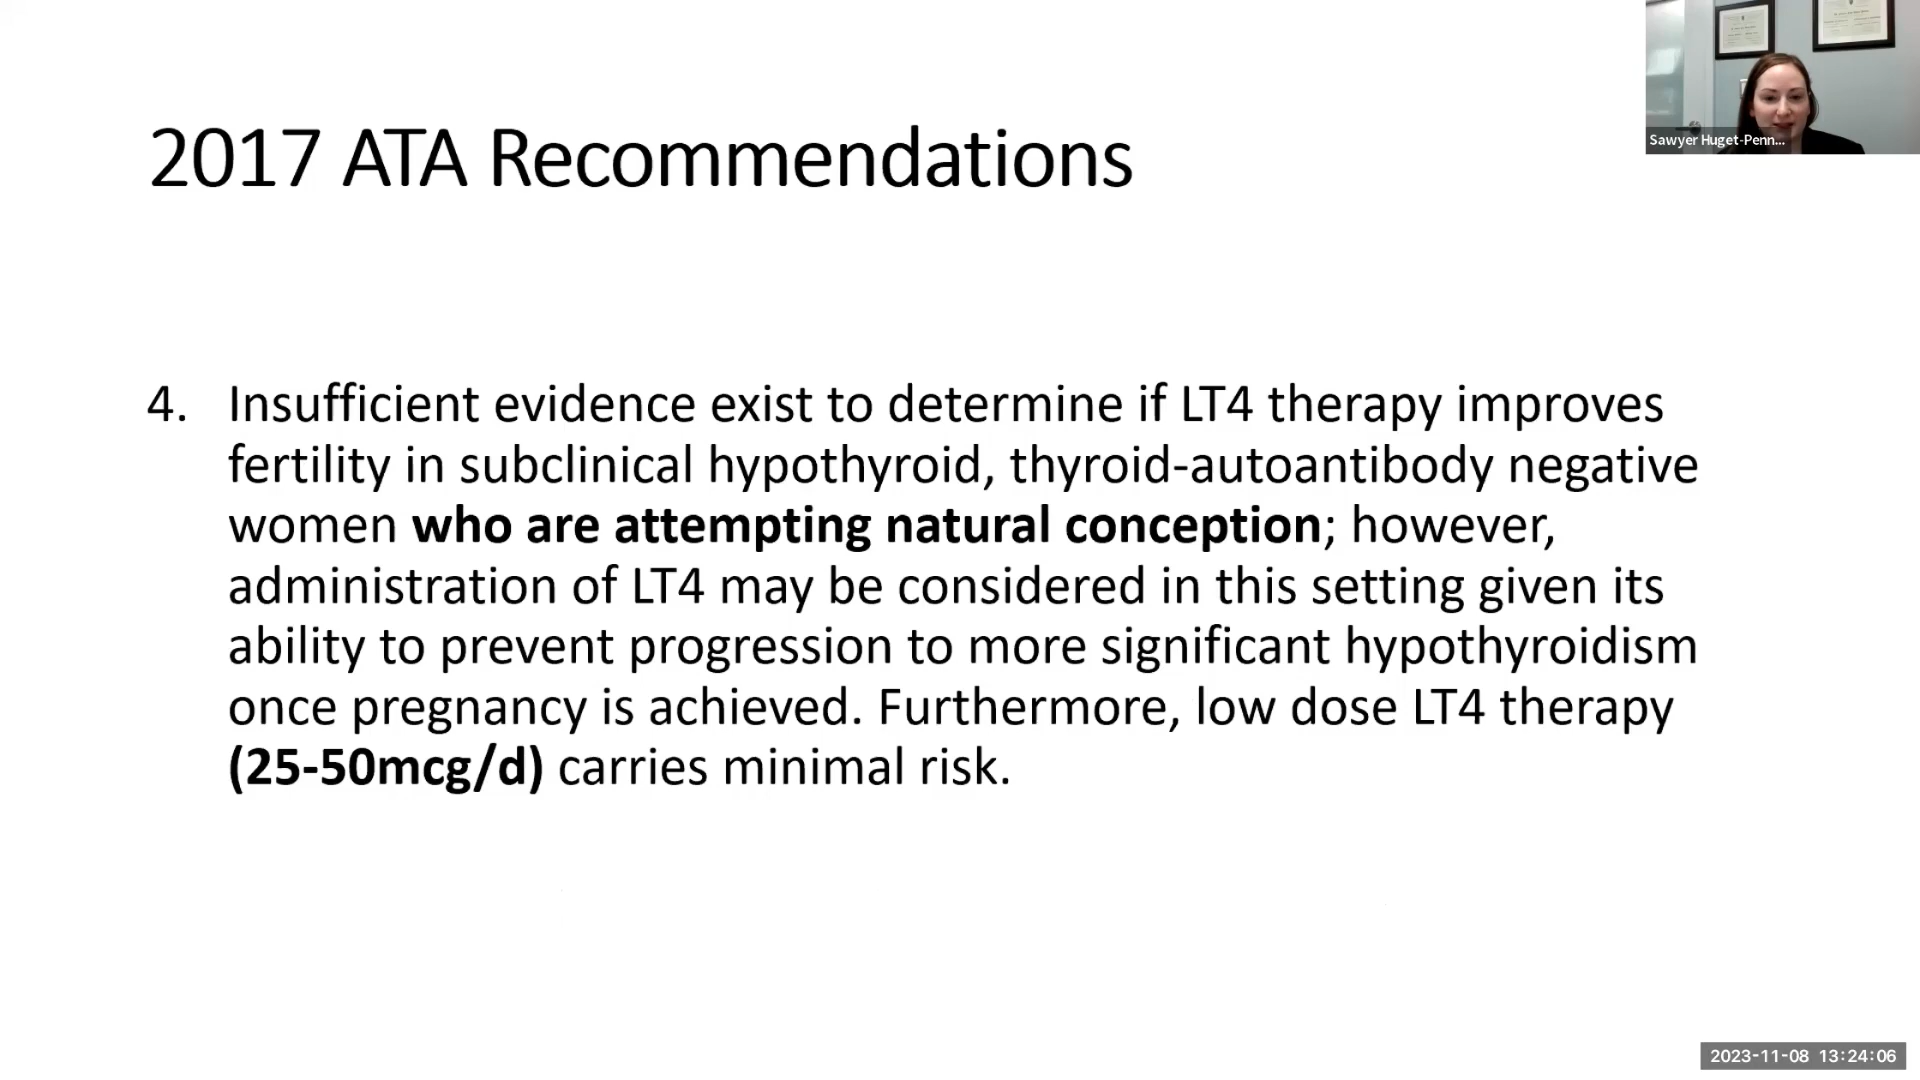 Sawyer Huget-Penn...
2017 ATA Recommendations
4. Insufficient evidence exist to determine if LT4 therapy improves
fertility in subclinical hypothyroid, thyroid-autoantibody negative
women who are attempting natural conception; however,
administration of LT4 may be considered in this setting given its
ability to prevent progression to more significant hypothyroidism
once pregnancy is achieved. Furthermore, low dose LT4 therapy
(25-50mcg/d) carries minimal risk.
2023-11-08 13:24:06